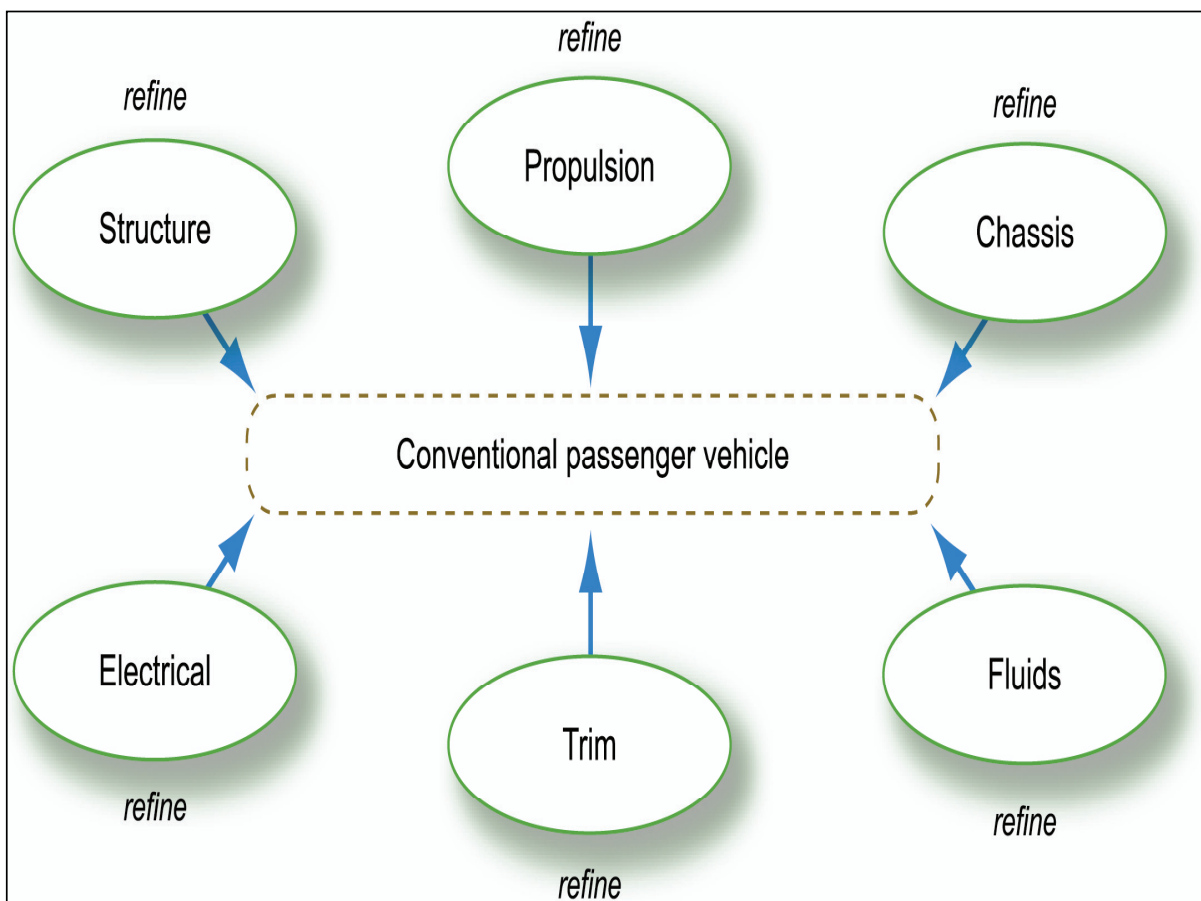 refine
refine
refine
Propulsion
Structure
Chassis
Conventional passenger vehicle
Electrical
Trim
Fluids
refine
refine
refine